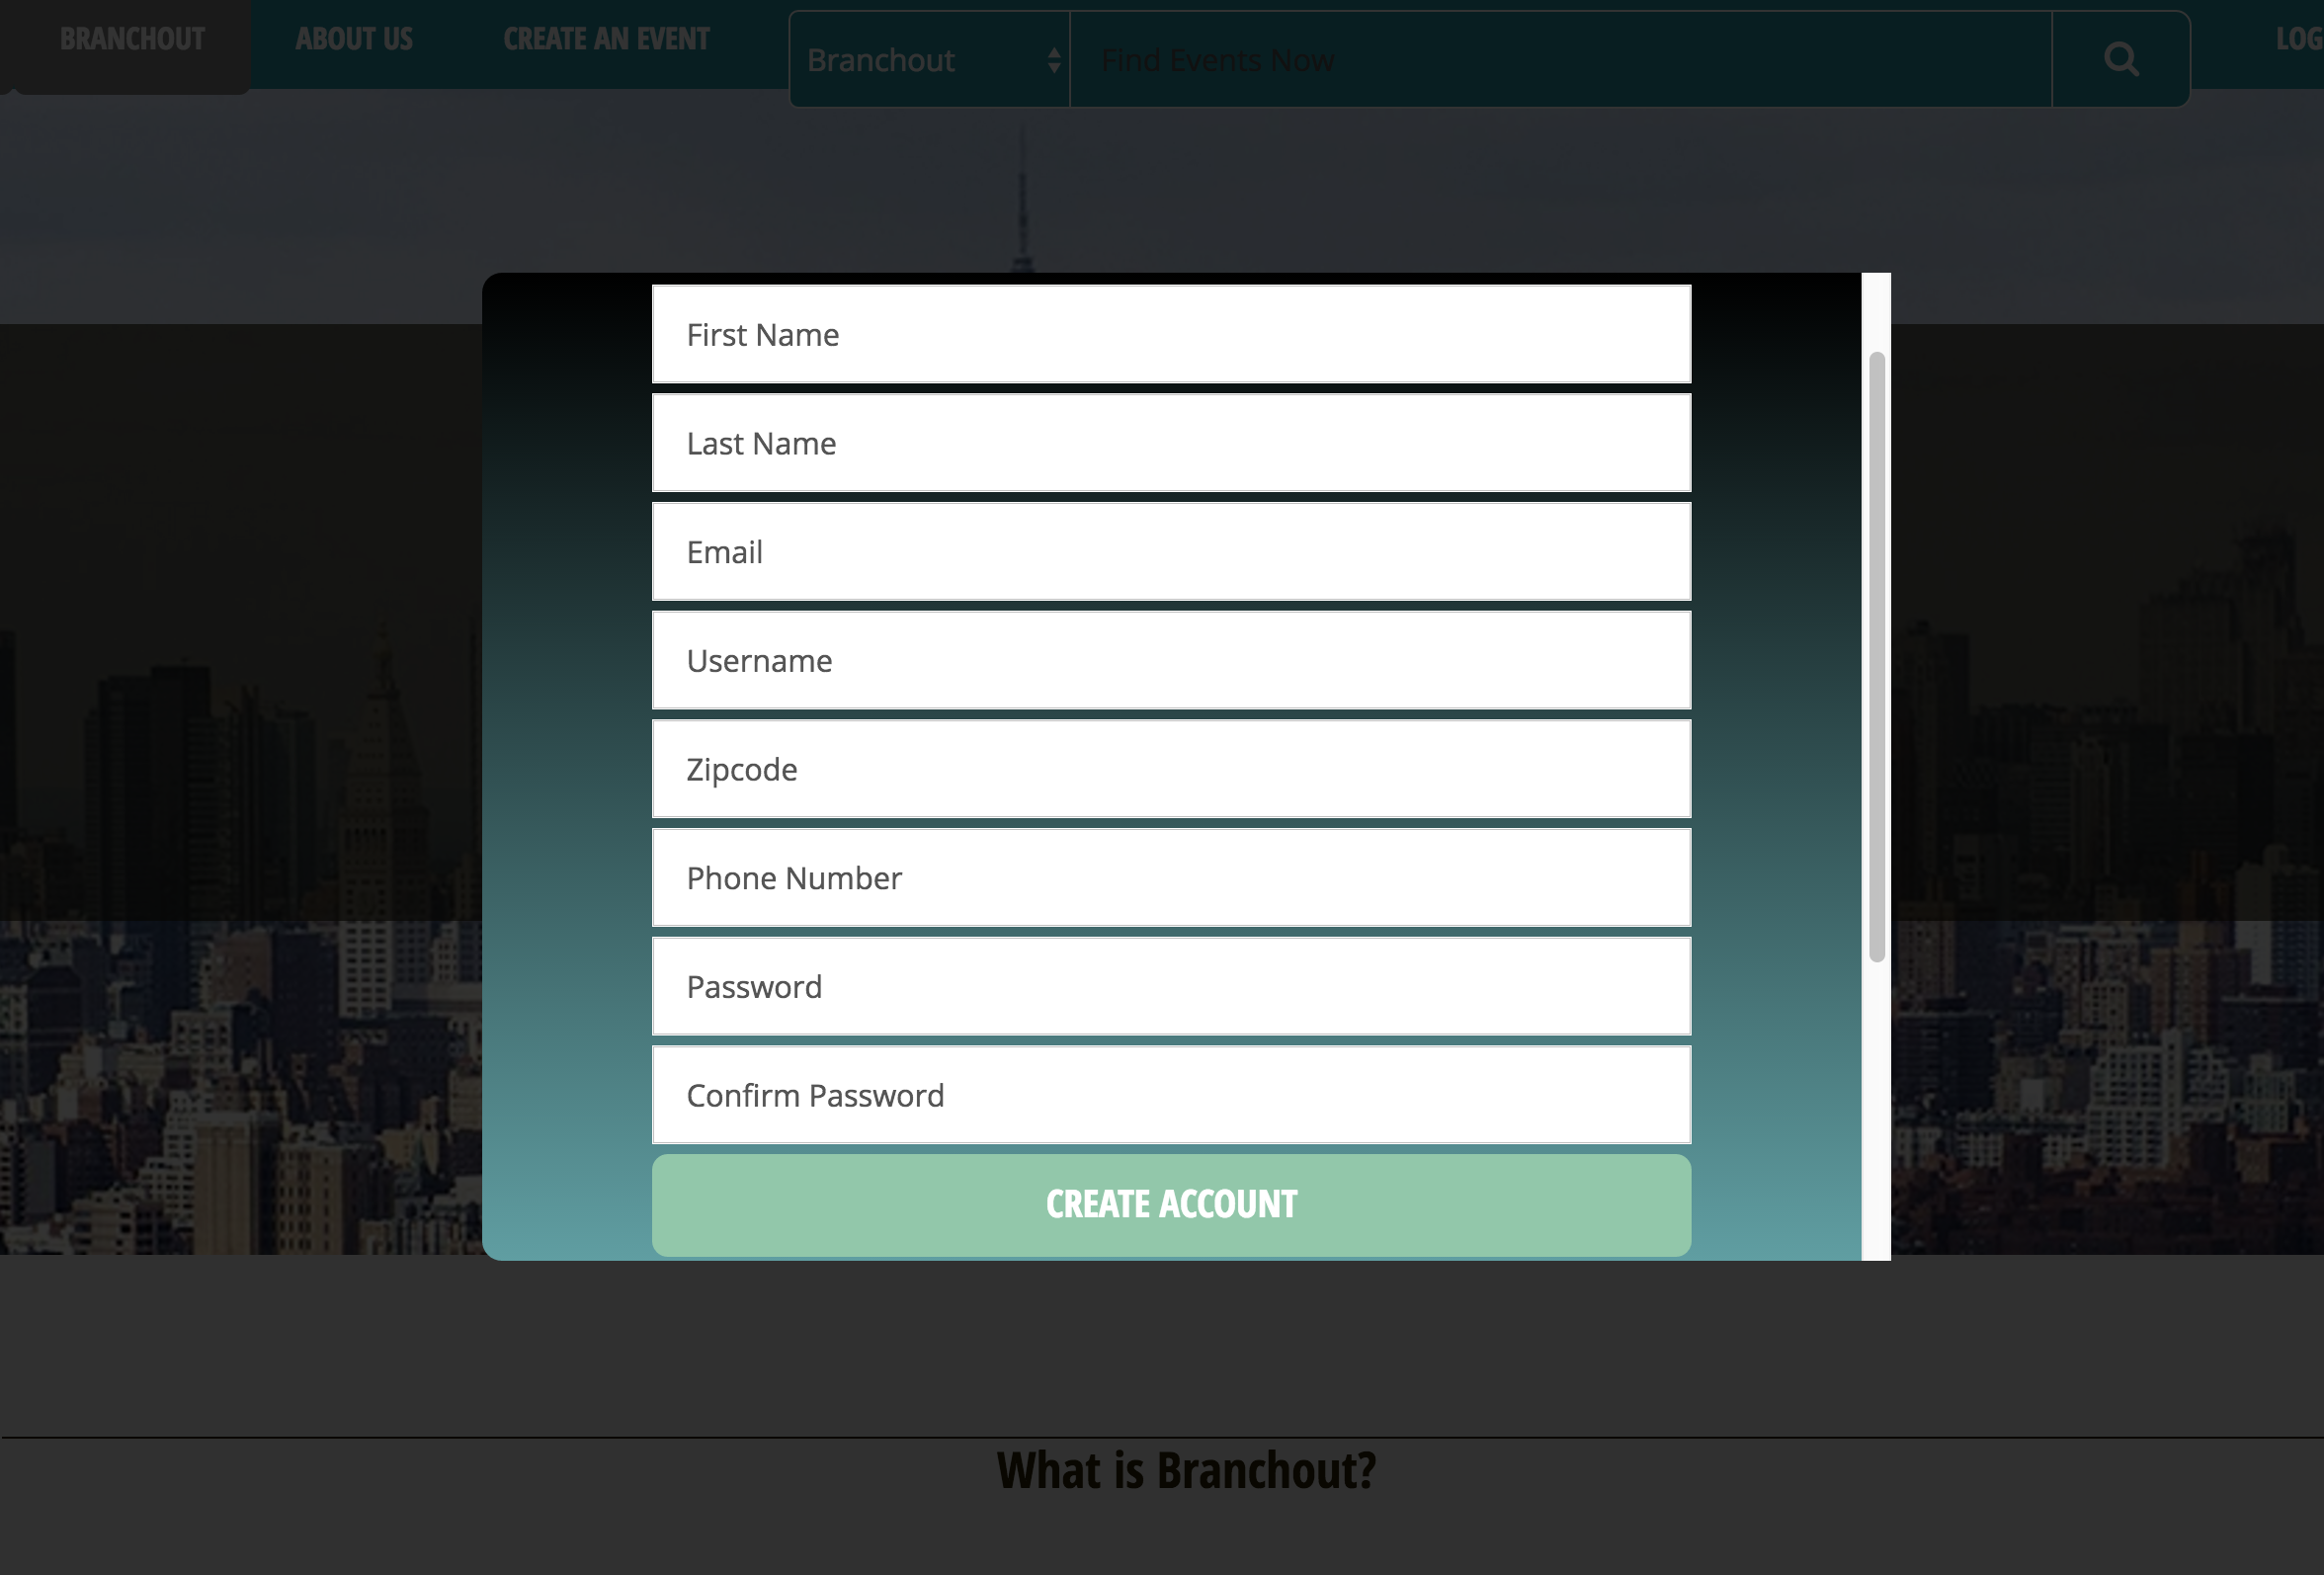 BRANCHOUT
ABOUT US
CREATE AN EVENT
Branchout
Find Events Now
LOG
First Name
Last Name
Email
Username
Zipcode
Phone Number
Password
Confirm Password
CREATE ACCOUNT
What is Branchout?